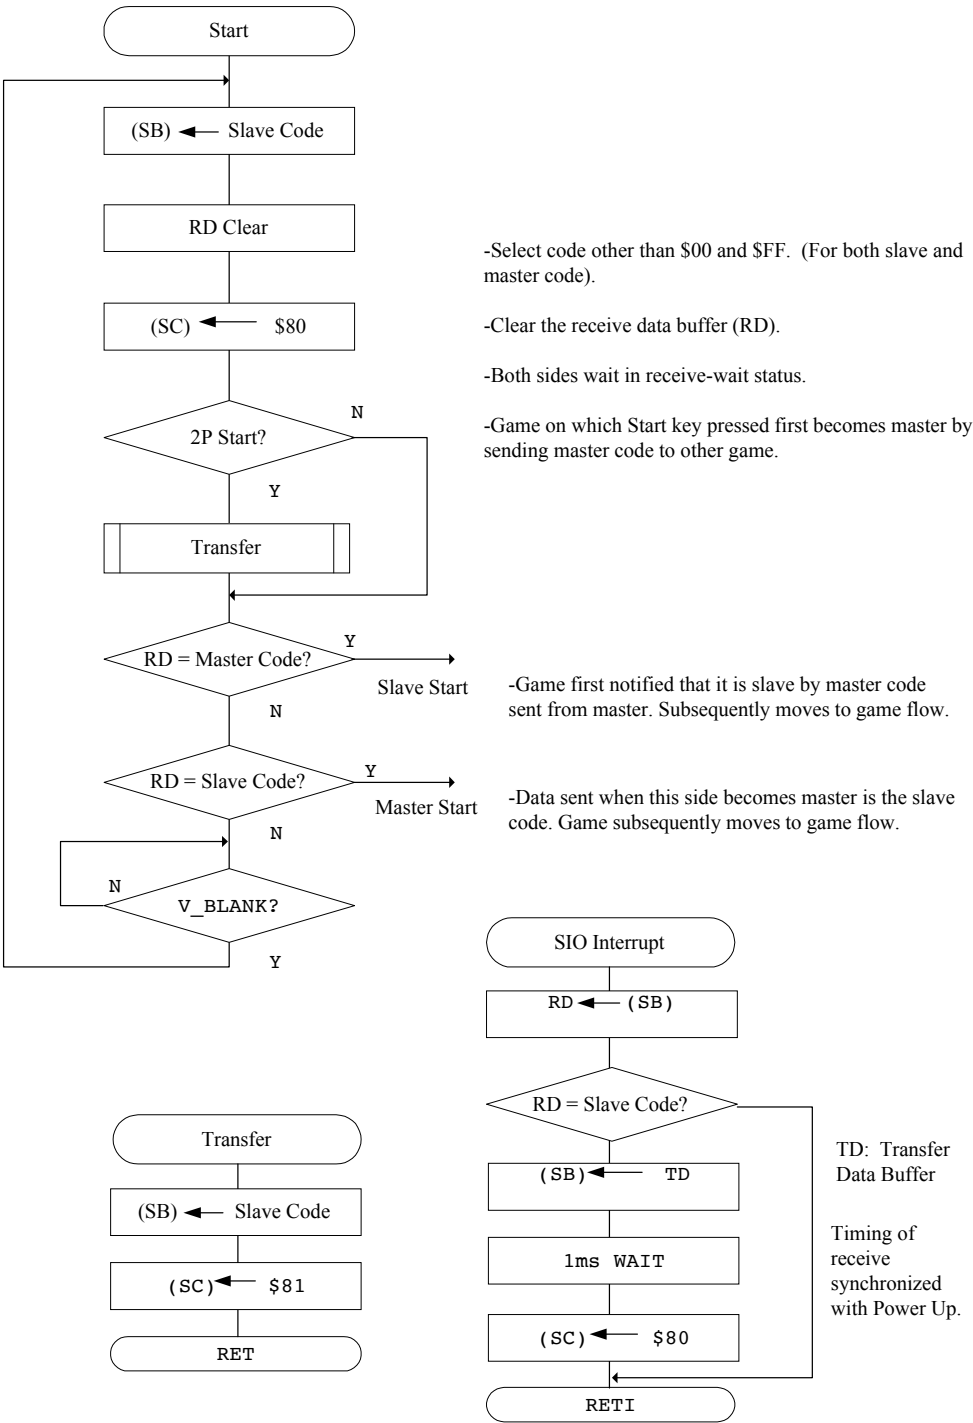 Start
(SB) ← Slave Code
RD Clear
(SC) ← $80
2P Start?
N
Y
Transfer
RD = Master Code?
Y
Slave Start
N
RD = Slave Code?
Y
Master Start
N
N
V_BLANK?
Y
-Select code other than $00 and $FF. (For both slave and
master code).
-Clear the receive data buffer (RD).
-Both sides wait in receive-wait status.
-Game on which Start key pressed first becomes master by
sending master code to other game.
-Game first notified that it is slave by master code
sent from master. Subsequently moves to game flow.
-Data sent when this side becomes master is the slave
code. Game subsequently moves to game flow.
Transfer
(SB) ← Slave Code
(SC) ← $81
RET
SIO Interrupt
RD ← (SB)
RD = Slave Code?
(SB) ← TD
1ms WAIT
(SC) ← $80
RETI
TD: Transfer
Data Buffer
Timing of
receive
synchronized
with Power Up.